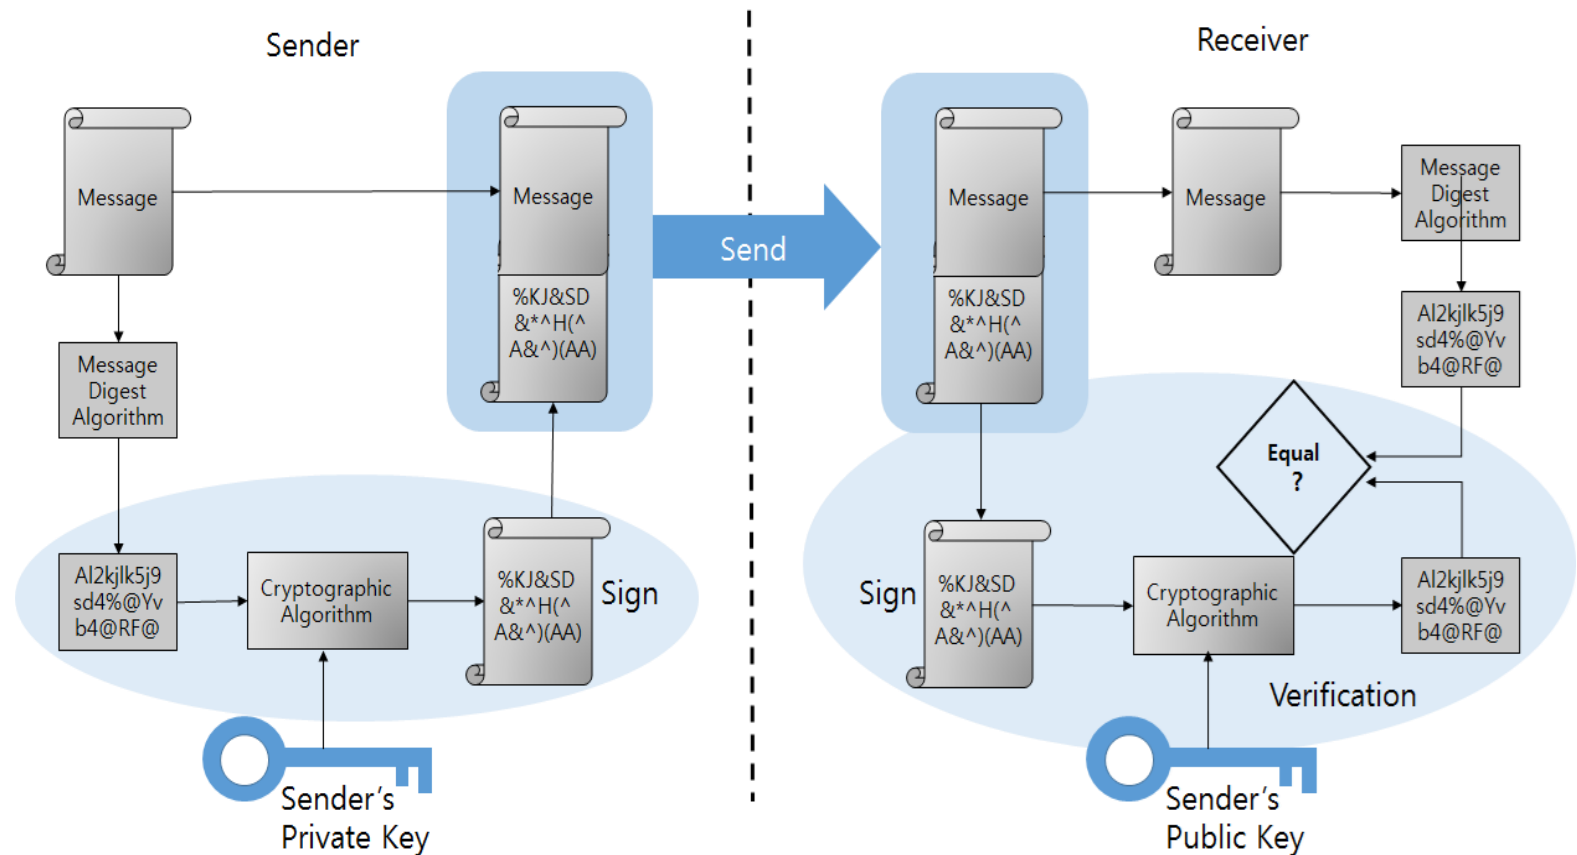 Sender
Receiver
Message
Message
%KJ&SD
&*^H(^
A&^)(AA)
Message
Digest
Algorithm
Al2kjlk5j9
sd4%@Yv
b4@RF@
Cryptographic
Algorithm
%KJ&SD
&*^H(^
A&^)(AA)
Sign
Sender’s
Private Key
Send
Message
%KJ&SD
&*^H(^
A&^)(AA)
Message
Message
Digest
Algorithm
Al2kjlk5j9
sd4%@Yv
b4@RF@
Equal
?
Sign
%KJ&SD
&*^H(^
A&^)(AA)
Cryptographic
Algorithm
Al2kjlk5j9
sd4%@Yv
b4@RF@
Verification
Sender’s
Public Key